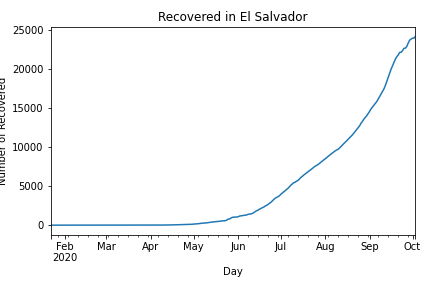 Recovered in El Salvador
Number of Recovered
25000
20000
15000
10000
5000
0
Feb Mar Apr May Jun Jul Aug Sep Oct
2020
Day